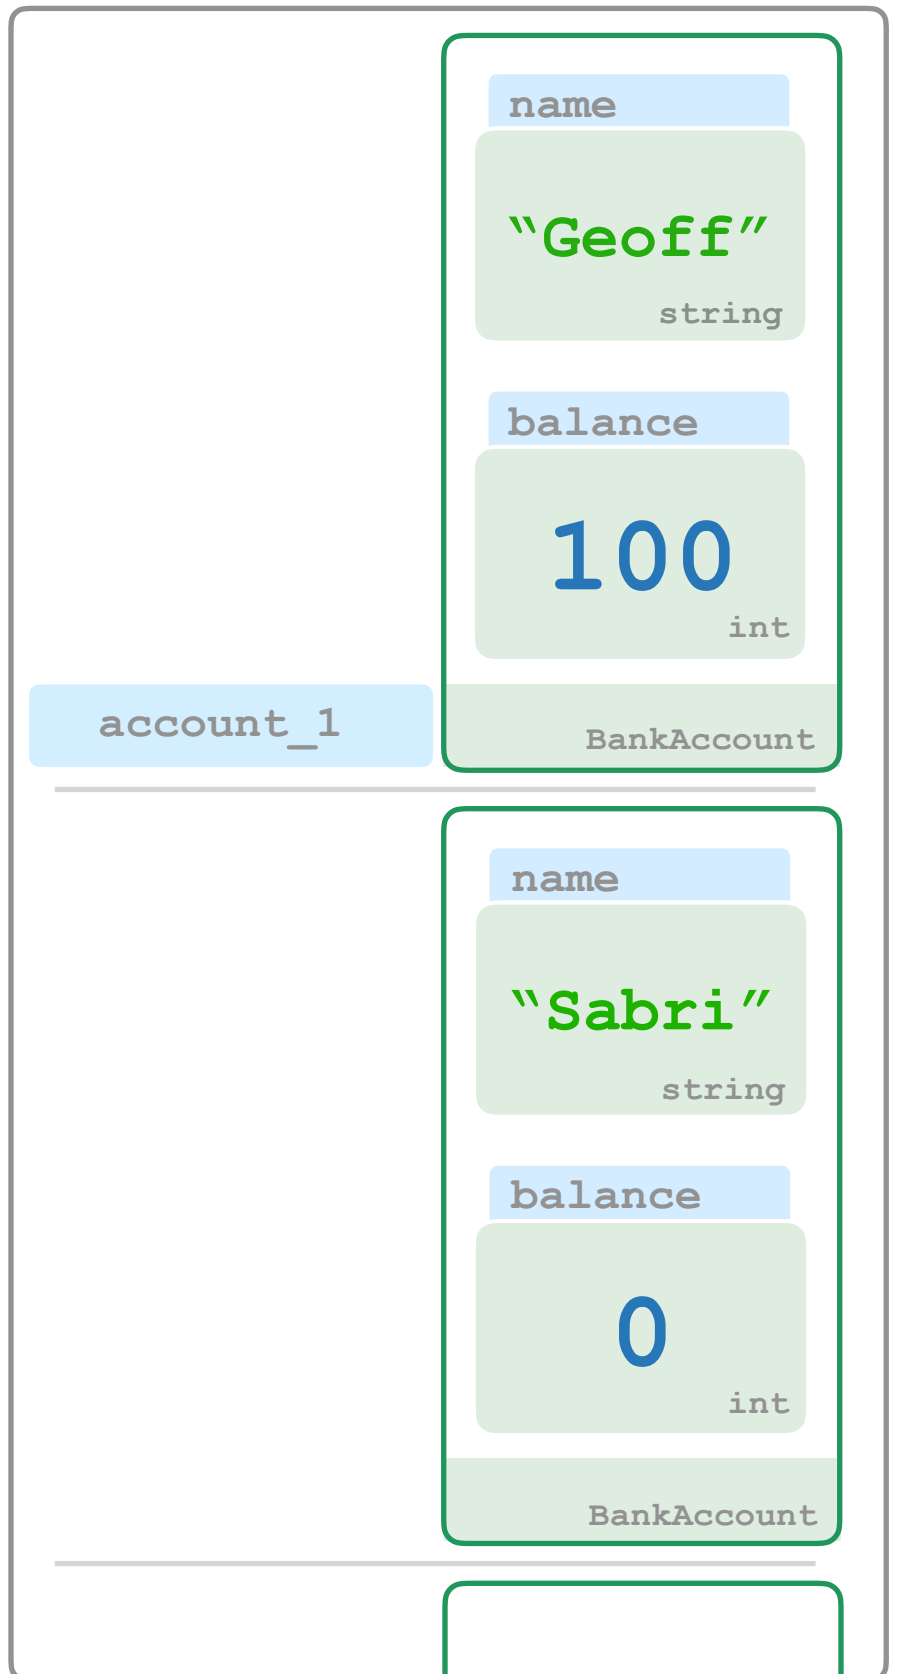 name
“Geoff”
string
balance
100
int
account_1
BankAccount
name
“Sabri”
string
balance
0
int
BankAccount